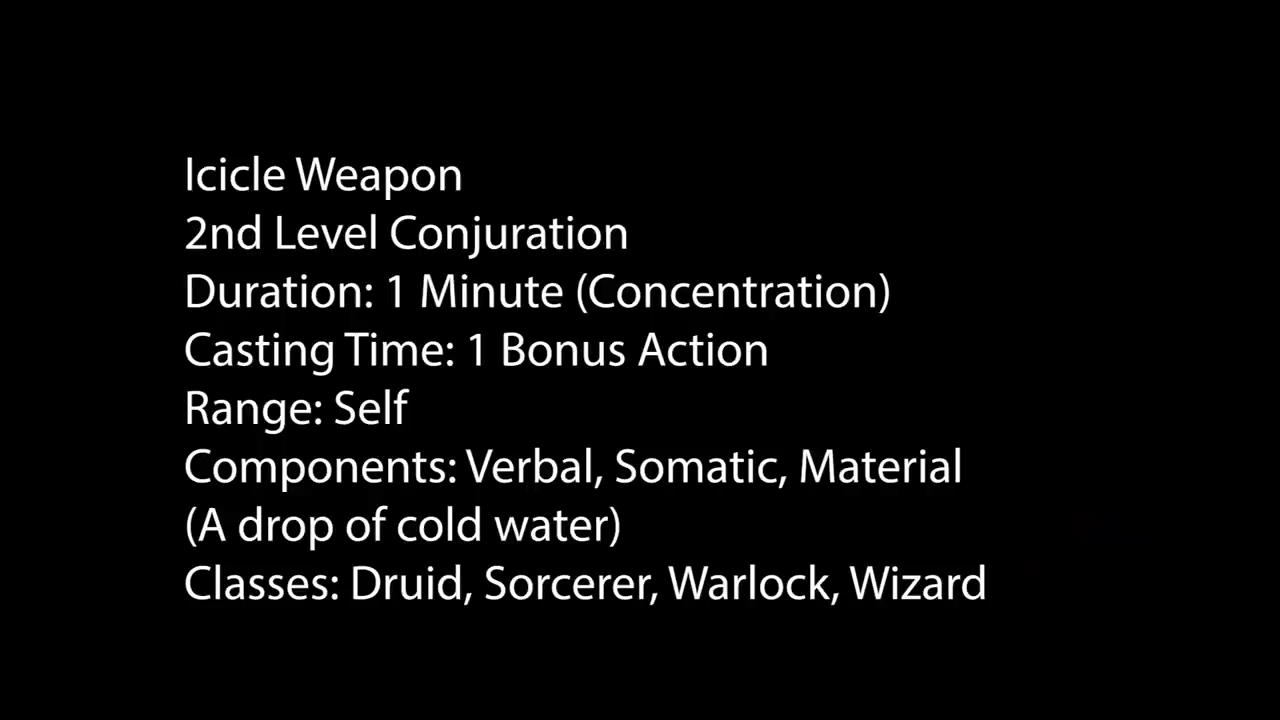 Icicle Weapon
2nd Level Conjuration
Duration: 1 Minute (Concentration)
Casting Time: 1 Bonus Action
Range: Self
Components: Verbal, Somatic, Material
(A drop of cold water)
Classes: Druid, Sorcerer, Warlock, Wizard